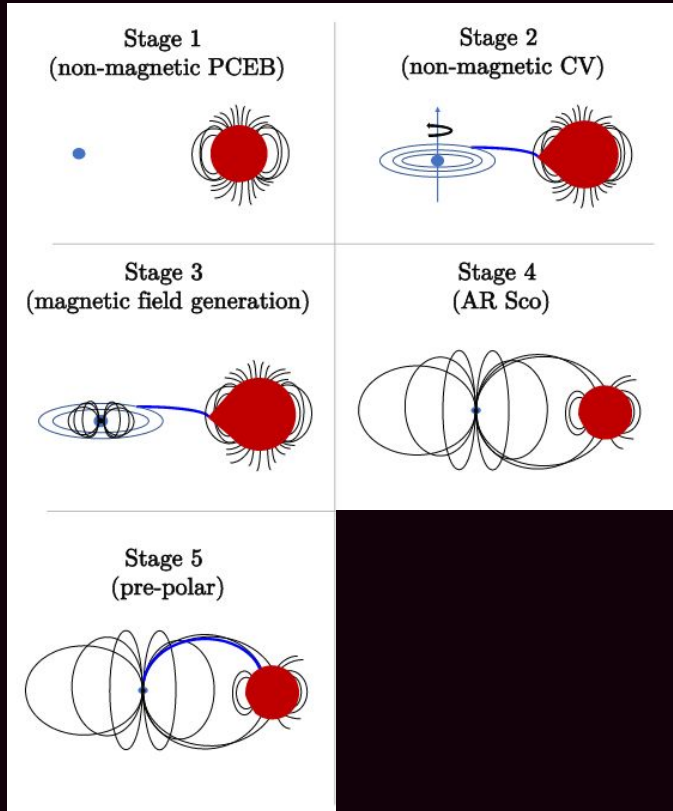 Stage 1
(non-magnetic PCEB)
Stage 2
(non-magnetic CV)
Stage 3
(magnetic field generation)
Stage 4
(AR Sco)
Stage 5
(pre-polar)